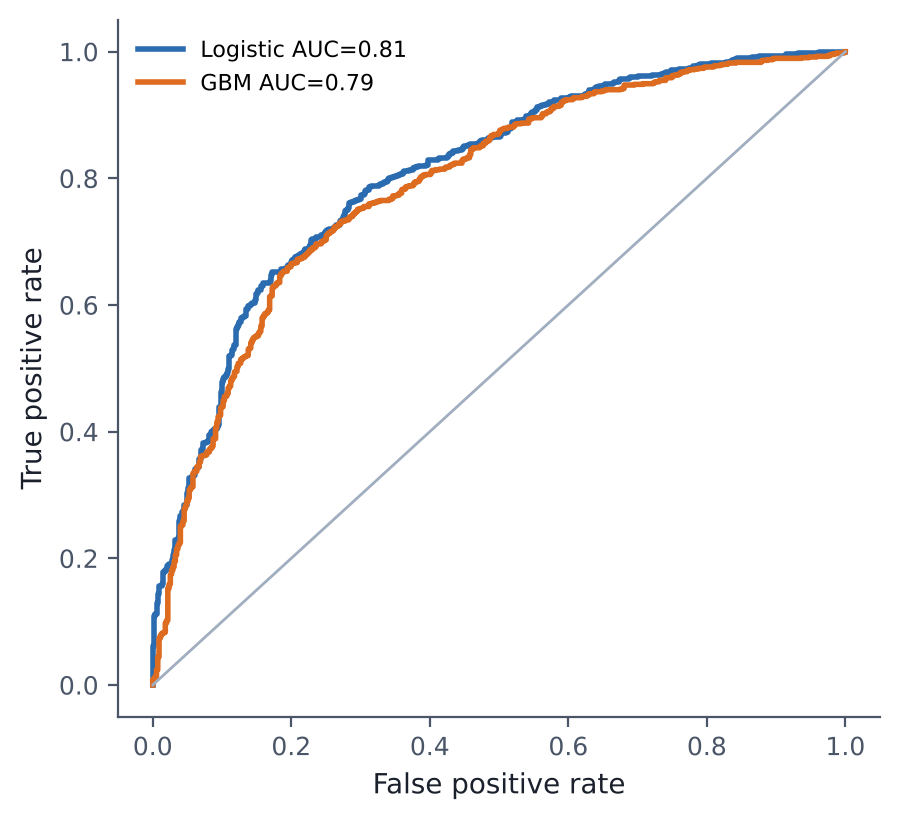 Logistic AUC=0.81
GBM AUC=0.79
1.0
0.8
0.6
0.4
0.2
0.0
True positive rate
0.0 0.2 0.4 0.6 0.8 1.0
False positive rate